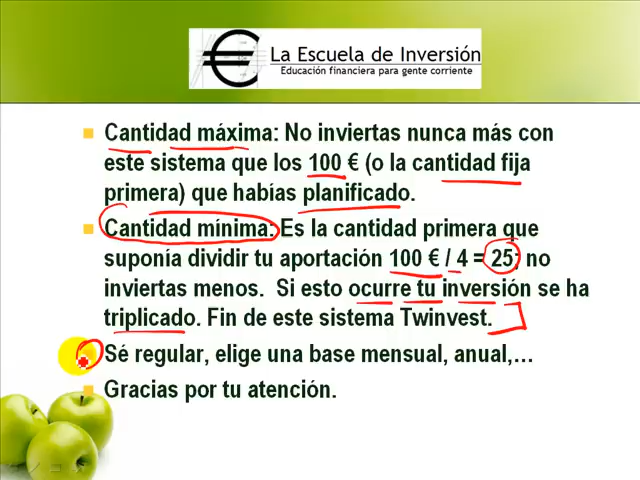 La Escuela de Inversión
Educación financiera para gente corriente
Cantidad máxima: No inviertas nunca más con
este sistema que los 100 € (o la cantidad fija
primera) que habías planificado.
Cantidad mínima: Es la cantidad primera que
suponía dividir tu aportación 100 € / 4 = 25; no
inviertas menos. Si esto ocurre tu inversión se ha
triplicado. Fin de este sistema Twinvest.
Sé regular, elige una base mensual, anual,...
Gracias por tu atención.